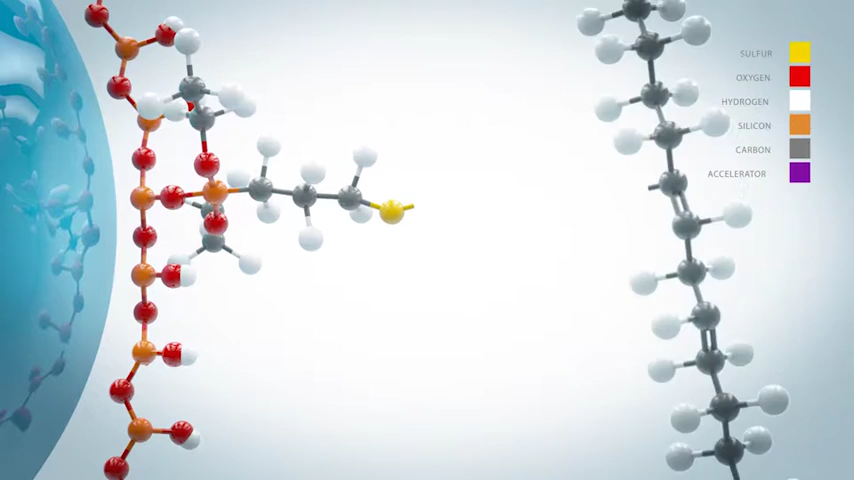 SULFUR
OXYGEN
HYDROGEN
SILICON
CARBON
ACCELERATOR